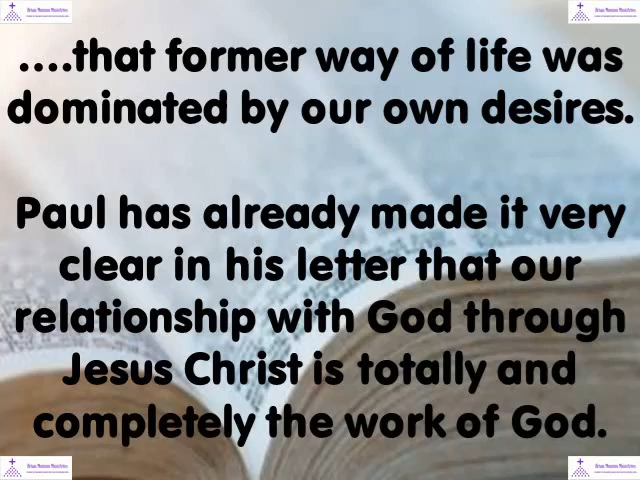 ....that former way of life was
dominated by our own desires.
Paul has already made it very
clear in his letter that our
relationship with God through
Jesus Christ is totally and
completely the work of God.